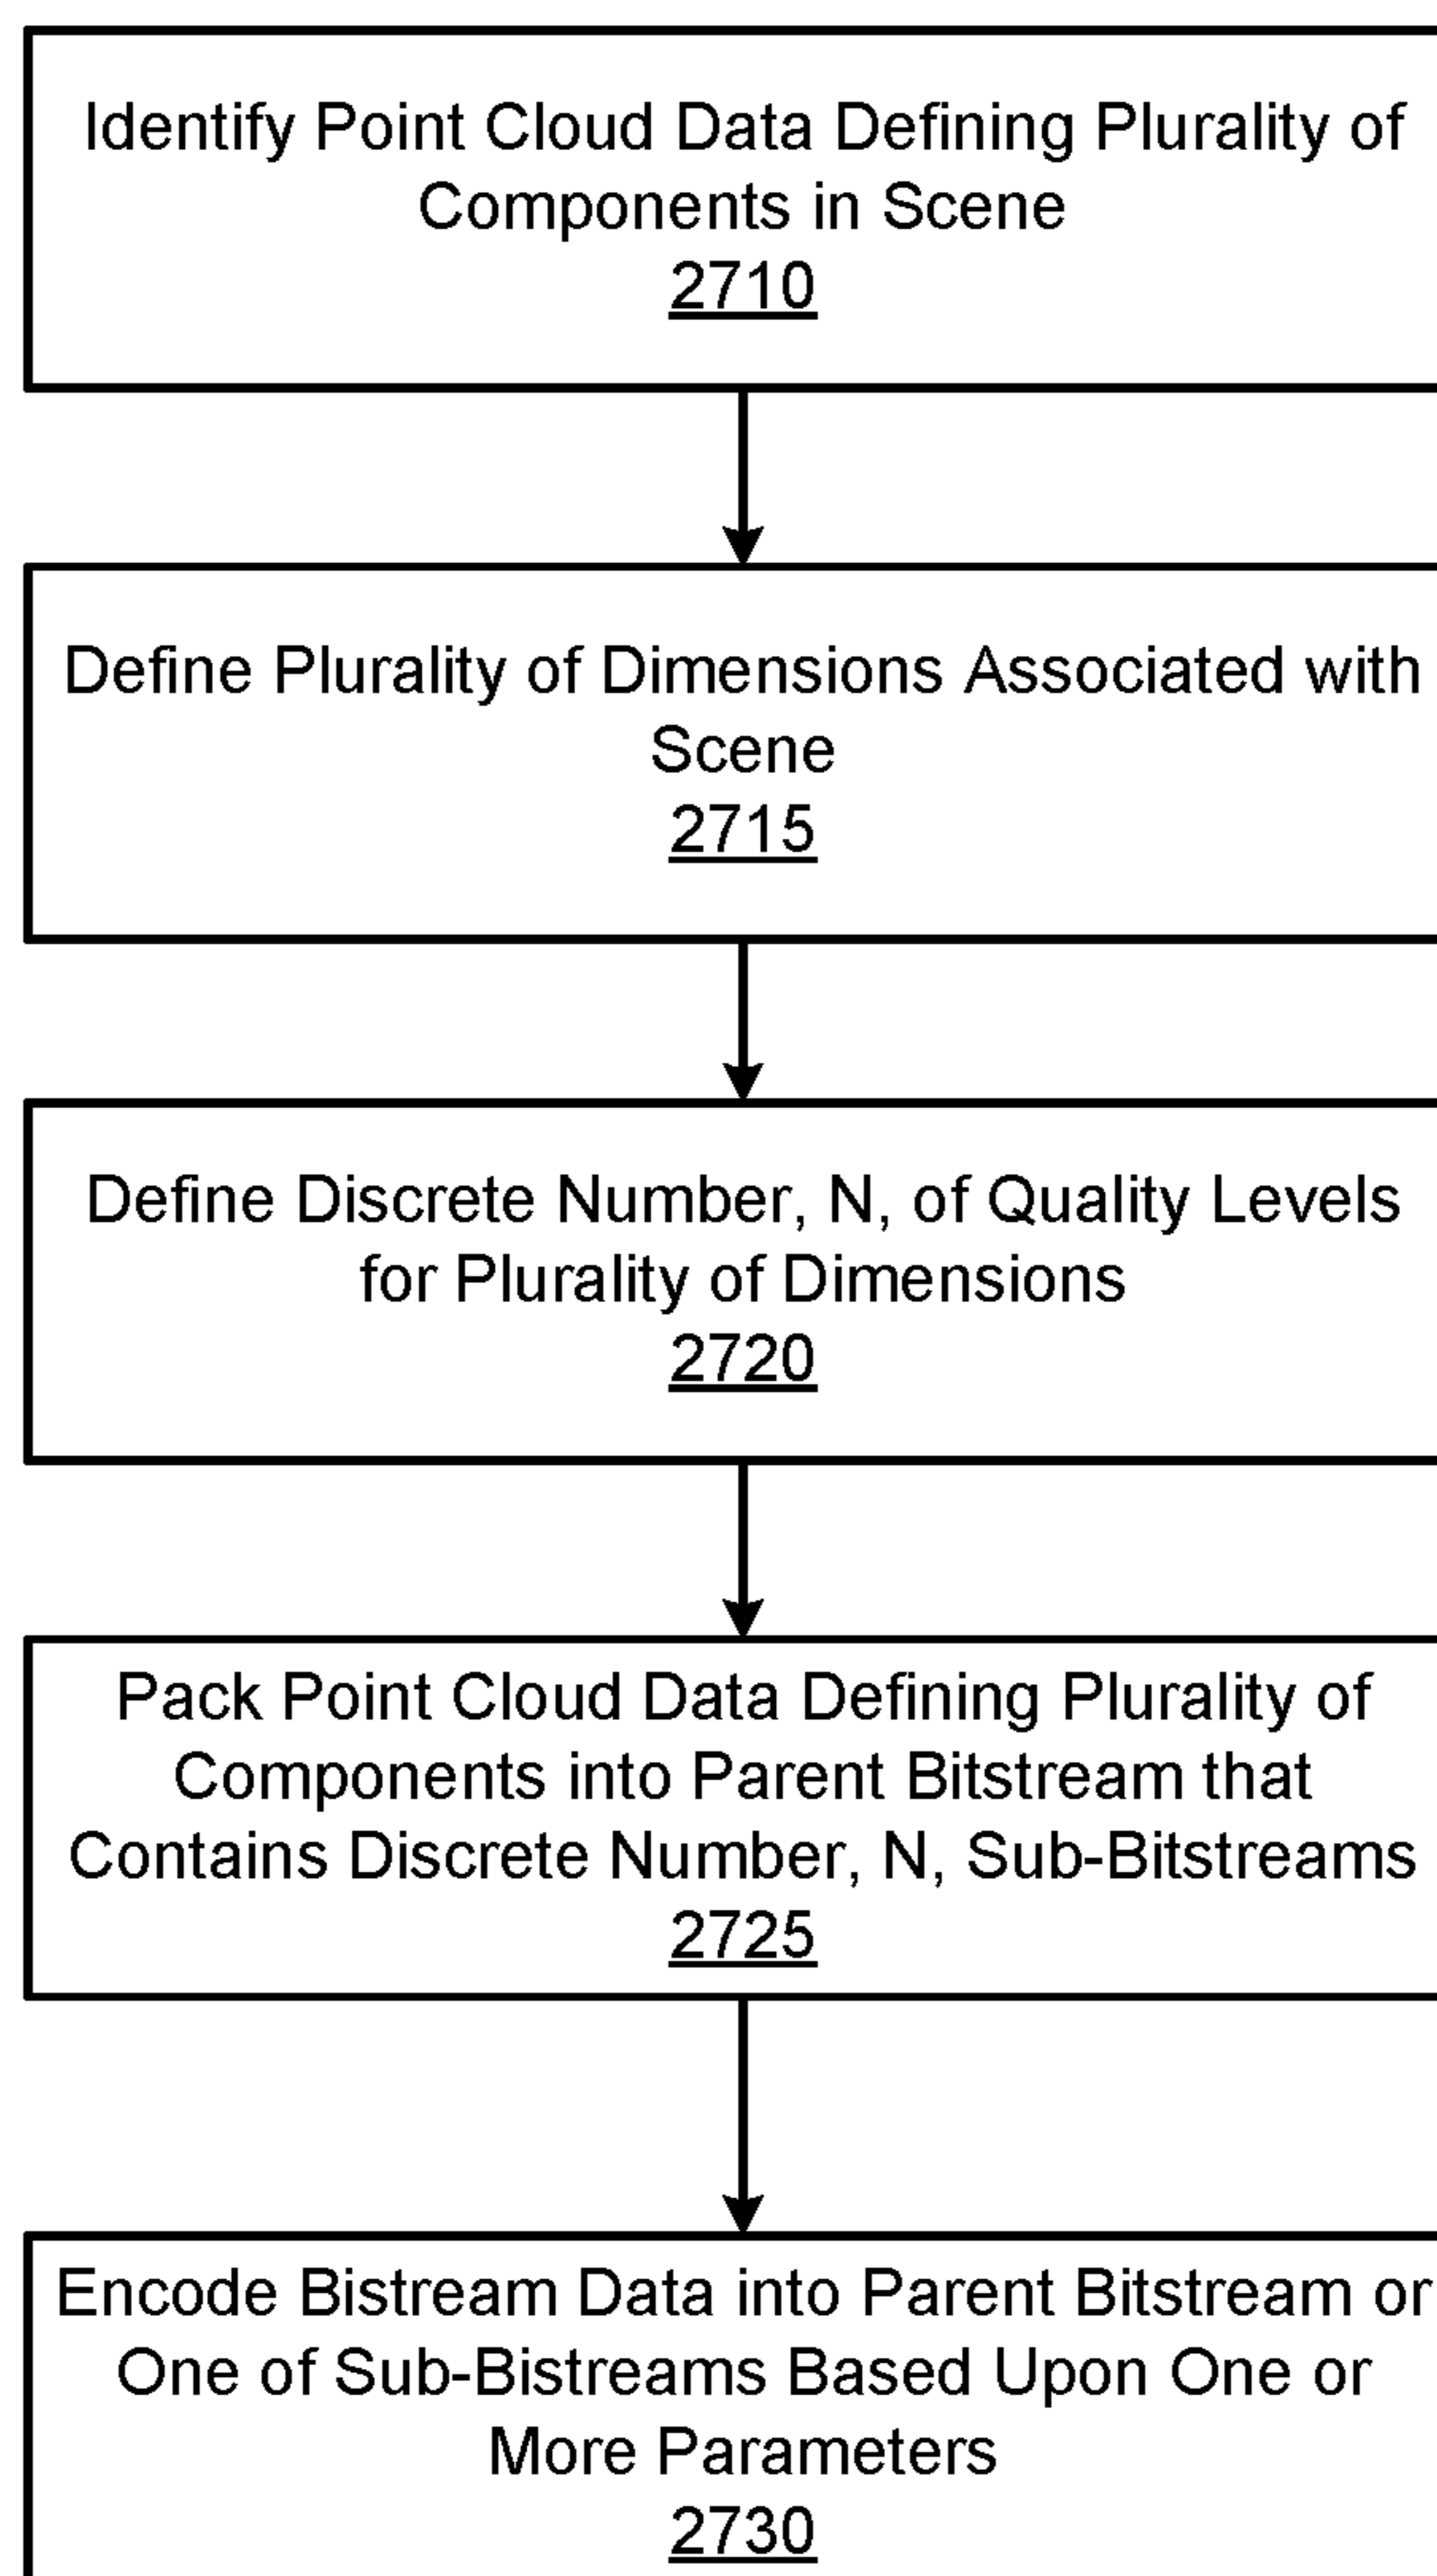 Identify Point Cloud Data Defining Plurality of
Components in Scene
2710
Define Plurality of Dimensions Associated with
Scene
2715
Define Discrete Number, N, of Quality Levels
for Plurality of Dimensions
2720
Pack Point Cloud Data Defining Plurality of
Components into Parent Bitstream that
Contains Discrete Number, N, Sub-Bitstreams
2725
Encode Bistream Data into Parent Bitstream or
One of Sub-Bistreams Based Upon One or
More Parameters
2730